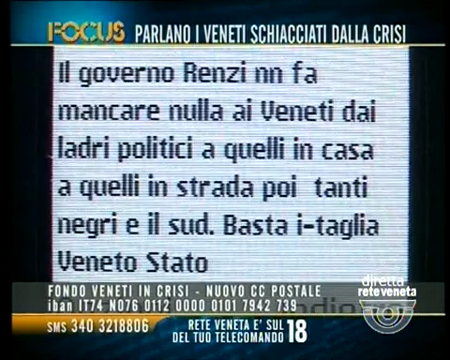 FOCUS PARLANO I VENETI SCHIACCIATI DALLA CRISI
Il governo Renzi nn fa
mancare nulla ai Veneti dai
ladri politici a quelli in casa
a quelli in strada poi tanti
negri e il sud. Basta i-taglia
Veneto Stato
diretta
reteveneta
FONDO VENETI IN CRISI - NUOVO CC POSTALE
iban IT74 N076 0112 0000 0101 7942 739
SMS 340 3218806
RETE VENETA E' SUL
DEL TUO TELECOMANDO 18